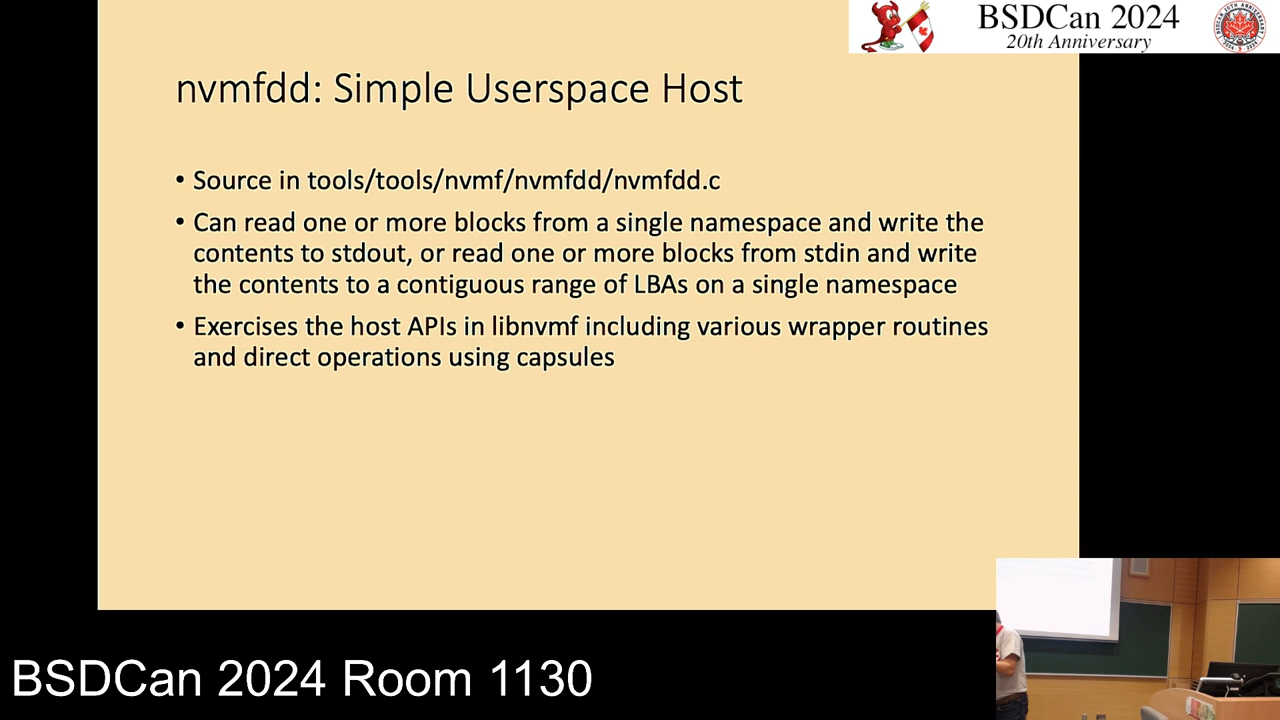 BSDCan 2024
20th Anniversary
nvmfdd: Simple Userspace Host
• Source in tools/tools/nvmf/nvmfdd/nvmfdd.c
• Can read one or more blocks from a single namespace and write the
contents to stdout, or read one or more blocks from stdin and write
the contents to a contiguous range of LBAs on a single namespace
• Exercises the host APIs in libnvmf including various wrapper routines
and direct operations using capsules
BSDCan 2024 Room 1130